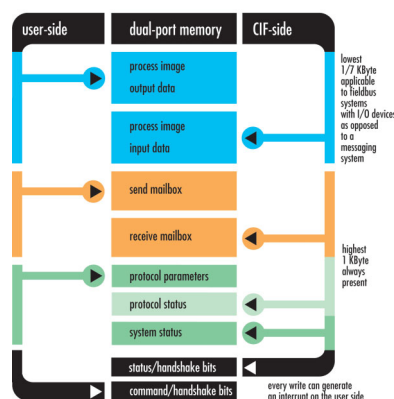 user-side
dual-port memory
CIF-side
process image
output data
process image
input data
send mailbox
receive mailbox
protocol parameters
protocol status
system status
status/handshake bits
command/handshake bits
lowest
1/7 KByte
applicable
to fieldbus
systems
with I/O devices
as opposed
to a
messaging
system
highest
1 KByte
always
present
every write can generate
an interrupt on the user side